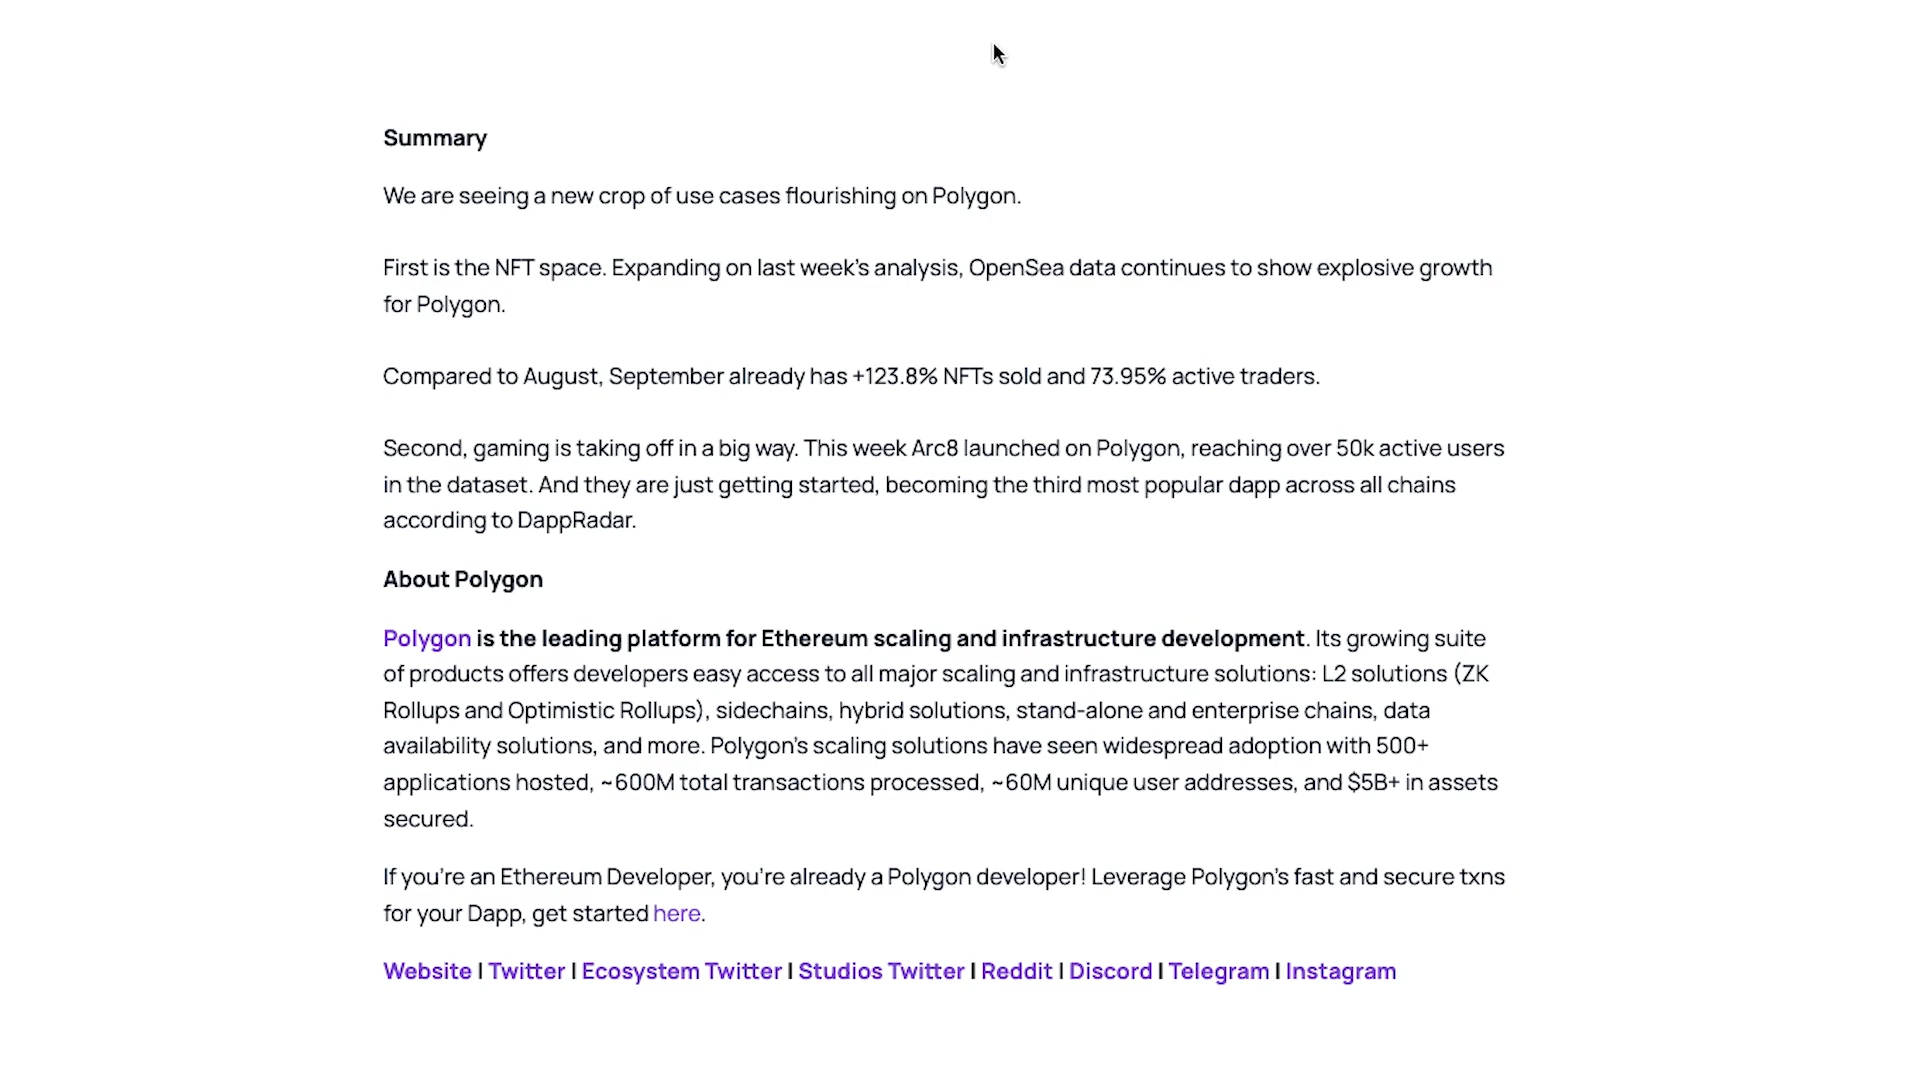 Summary
We are seeing a new crop of use cases flourishing on Polygon.
First is the NFT space. Expanding on last week's analysis, OpenSea data continues to show explosive growth
for Polygon.
Compared to August, September already has +123.8% NFTs sold and 73.95% active traders.
Second, gaming is taking off in a big way. This week Arc8 launched on Polygon, reaching over 50k active users
in the dataset. And they are just getting started, becoming the third most popular dapp across all chains
according to DappRadar.
About Polygon
Polygon is the leading platform for Ethereum scaling and infrastructure development. Its growing suite
of products offers developers easy access to all major scaling and infrastructure solutions: L2 solutions (ZK
Rollups and Optimistic Rollups), sidechains, hybrid solutions, stand-alone and enterprise chains, data
availability solutions, and more. Polygon's scaling solutions have seen widespread adoption with 500+
applications hosted, ~600M total transactions processed, ~60M unique user addresses, and $5B+ in assets
secured.
If you're an Ethereum Developer, you're already a Polygon developer! Leverage Polygon's fast and secure txns
for your Dapp, get started here.
Website | Twitter | Ecosystem Twitter | Studios Twitter | Reddit | Discord | Telegram | Instagram